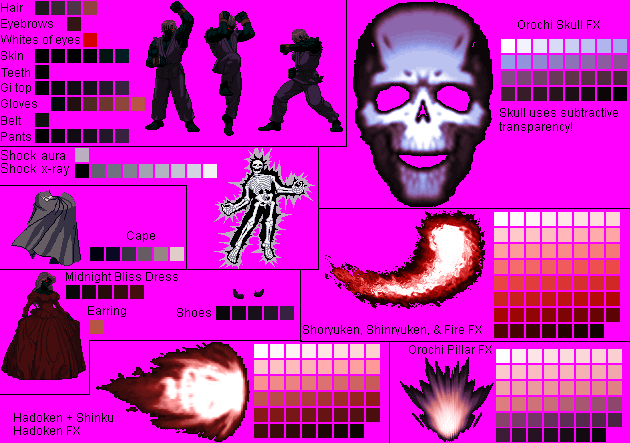 Hair
Eyebrows
Whites of eyes
Skin
Teeth
Gi top
Gloves
Belt
Pants
Orochi Skull FX
Skull uses subtractive
transparency!
Shock aura
Shock x-ray
Cape
Midnight Bliss Dress
Earring
Shoes
Shoryuken, Shinryuken, & Fire FX
Orochi Pillar FX
Hadoken + Shinku
Hadoken FX